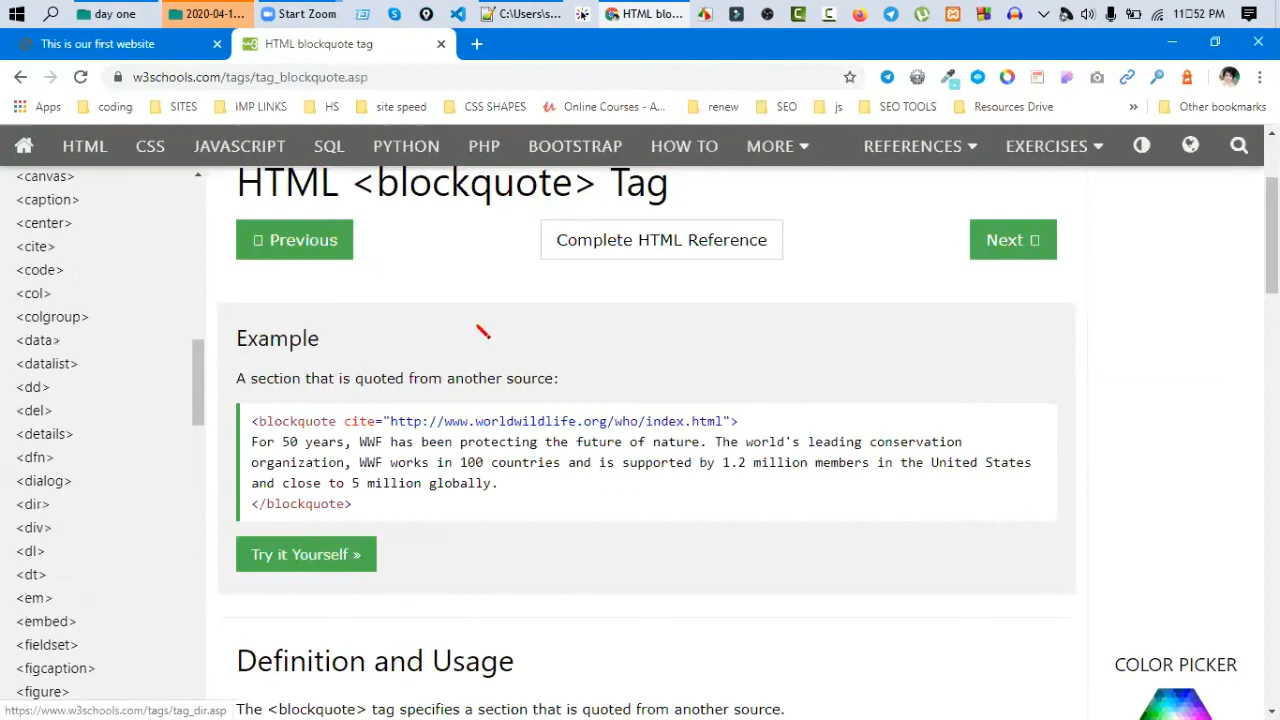 day one
2020-04-1...
Start Zoom
C:\Users\s...
HTML blo...
11 52 PM
This is our first website
HTML blockquote tag
w3schools.com/tags/tag_blockquote.asp
Apps
coding
SITES
IMP LINKS
HS
site speed
CSS SHAPES
Online Courses - A...
renew
SEO
js
SEO TOOLS
Resources Drive
»
Other bookmarks
HTML
CSS
JAVASCRIPT
SQL
PYTHON
PHP
BOOTSTRAP
HOW TO
MORE
REFERENCES
EXERCISES
<canvas>
<caption>
<center>
<cite>
<code>
<col>
<colgroup>
<data>
<datalist>
<dd>
<del>
<details>
<dfn>
<dialog>
<dir>
<div>
<dl>
<dt>
<em>
<embed>
<fieldset>
<figcaption>
<figure>
https://www.w3schools.com/tags/tag_dir.asp
HTML <blockquote> Tag
Previous
Complete HTML Reference
Next
Example
A section that is quoted from another source:
<blockquote cite="http://www.worldwildlife.org/who/index.html">
For 50 years, WWF has been protecting the future of nature. The world's leading conservation
organization, WWF works in 100 countries and is supported by 1.2 million members in the United States
and close to 5 million globally.
</blockquote>
Try it Yourself »
Definition and Usage
The <blockquote> tag specifies a section that is quoted from another source.
COLOR PICKER